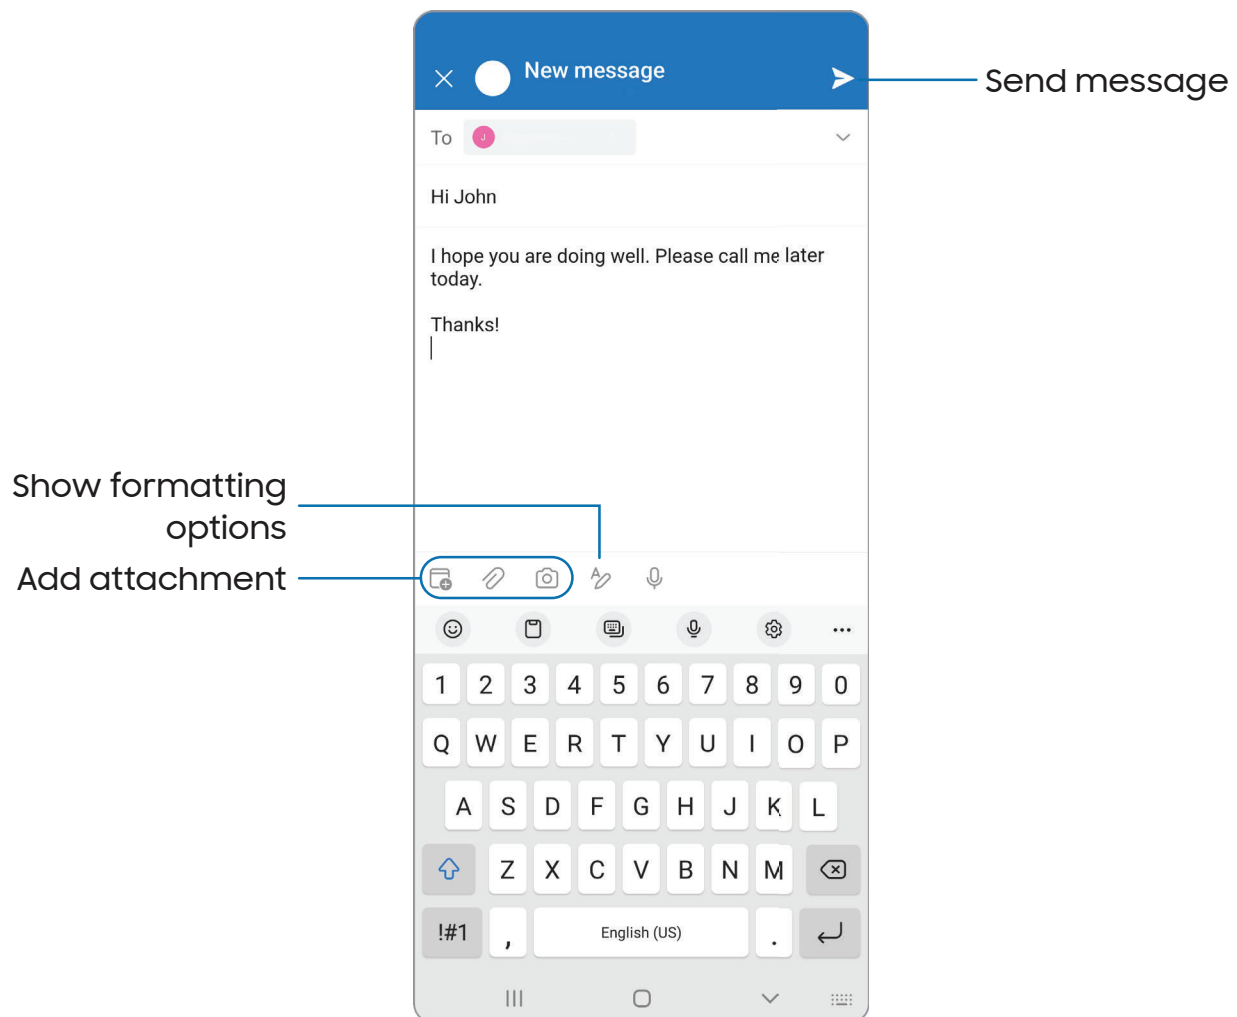 New message
Send message
To J
Hi John
I hope you are doing well. Please call me later
today.
Thanks!
Show formatting
options
Add attachment
1 2 3 4 5 6 7 8 9 0
Q W E R T Y U I O P
A S D F G H J K L
Z X C V B N M
!#1 , English (US) .